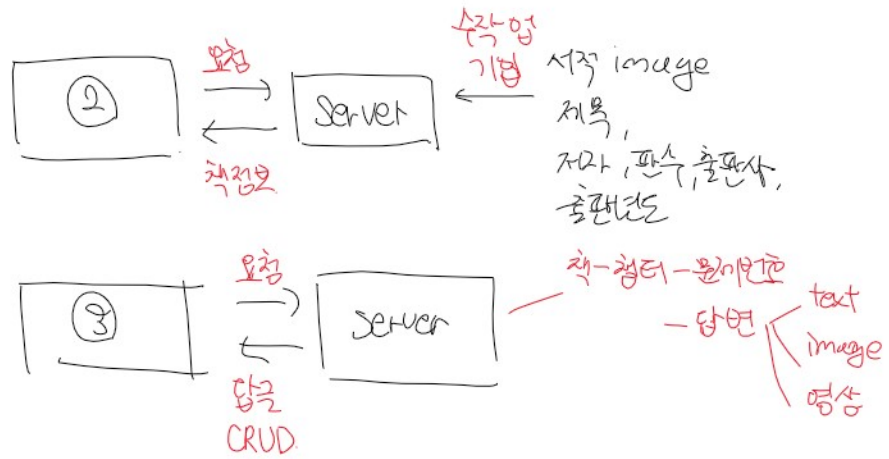 수작업
요청
기입
서적 image
②
Server
제목,
저자, 판수, 출판사,
책정보
출판년도
요청
책-챕터-문제번호
③
Server
-답변
text
image
영상
답글
CRUD.